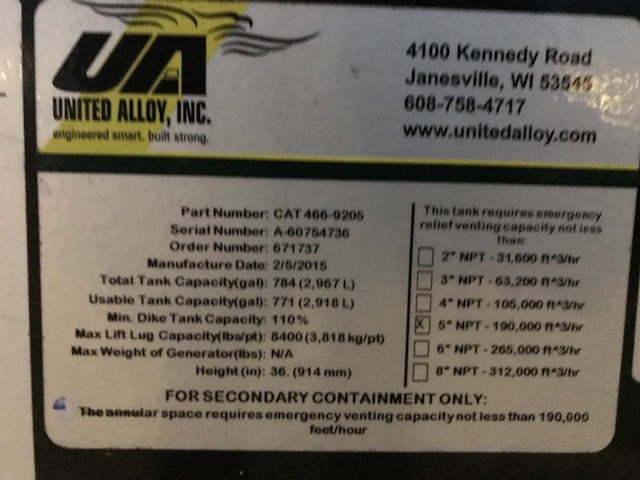 UA
UNITED ALLOY, INC.
engineered smart. built strong.
4100 Kennedy Road
Janesville, WI 53545
608-758-4717
www.unitedalloy.com
Part Number: CAT 466-9205
Serial Number: A-60754736
Order Number: 671737
Manufacture Date: 2/5/2015
Total Tank Capacity(gal): 784 (2,967 L)
Usable Tank Capacity(gal): 771 (2,918 L)
Min. Dike Tank Capacity: 110%
Max Lift Lug Capacity(lbs/pt): 8400 (3,818 kg/pt)
Max Weight of Generator(lbs): N/A
Height(in): 36. (914 mm)
This tank requires emergency
relief venting capacity not less
than:
2" NPT - 31,600 ft^3/hr
3" NPT - 63,200 ft^3/hr
4" NPT - 105,000 ft^3/hr
X 5" NPT - 190,000 ft^3/hr
6" NPT - 265,000 ft^3/hr
8" NPT - 312,000 ft^3/hr
FOR SECONDARY CONTAINMENT ONLY:
The annular space requires emergency venting capacity not less than 190,000
feet/hour